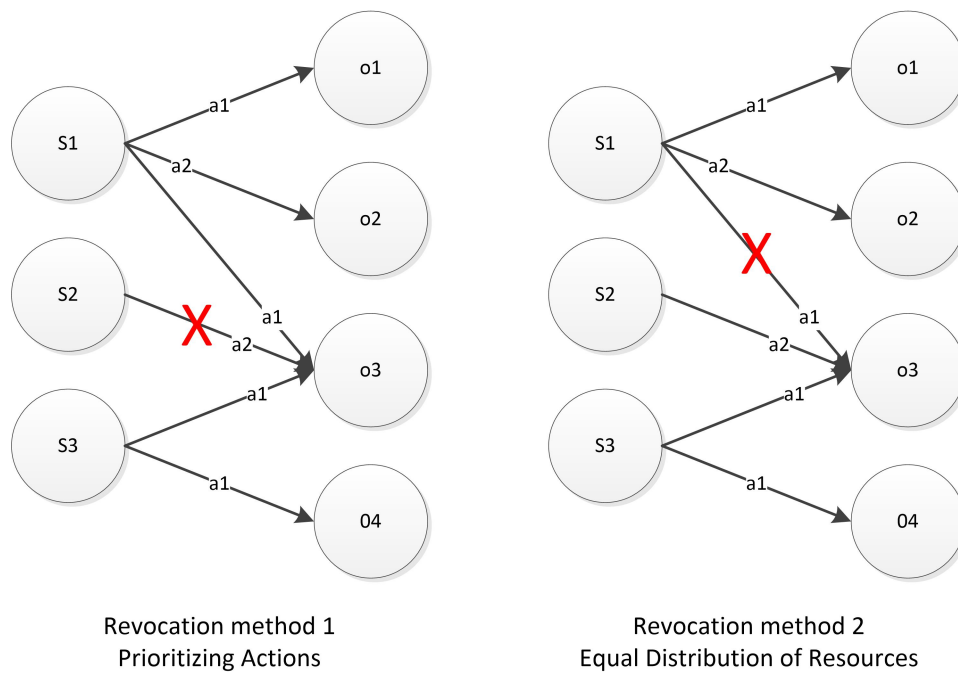 S1
S2
S3
o1
o2
o3
04
a1
a2
a1
a2
a1
a1
Revocation method 1
Prioritizing Actions
S1
S2
S3
o1
o2
o3
04
a1
a2
a1
a2
a1
a1
Revocation method 2
Equal Distribution of Resources